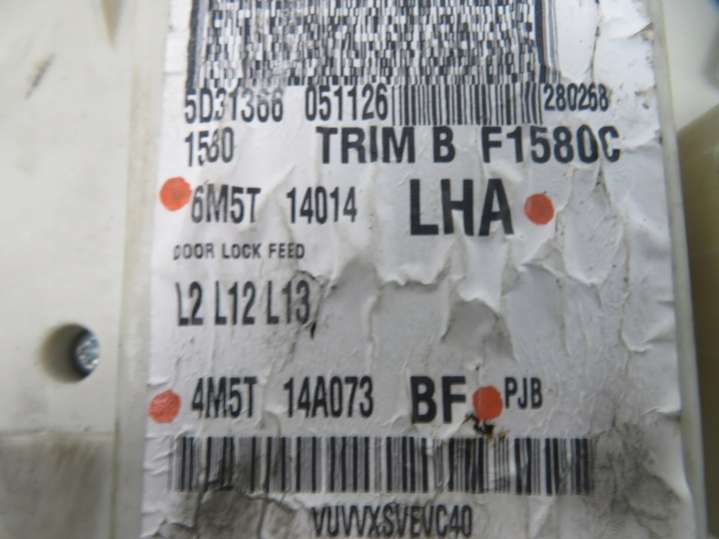 5D31366 051126 280268
1580 TRIM B F1580C
6M5T 14014 LHA
DOOR LOCK FEED
L2 L12 L13
4M5T 14A073 BF PJB
VUVVXSVEVC40